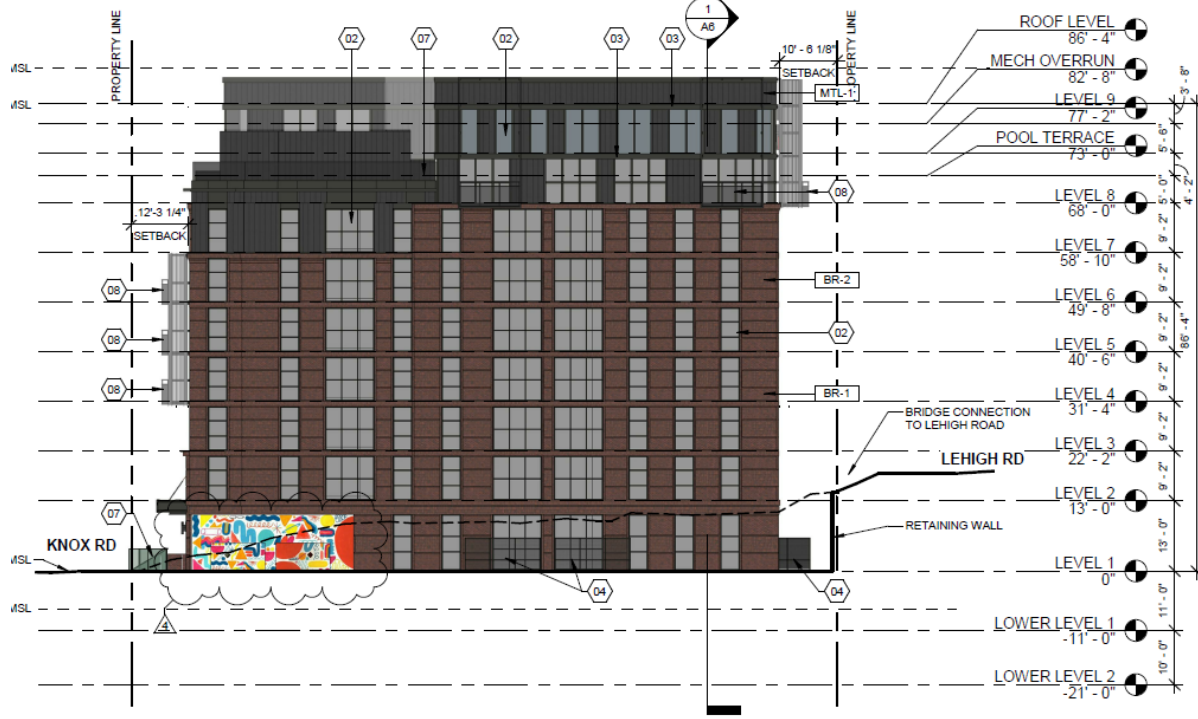 PROPERTY LINE
02
07
02
1
A6
03
03
PROPERTY LINE
10' - 6 1/8"
SETBACK
MTL-1
ROOF LEVEL
86' - 4"
MECH OVERRUN
82' - 8"
LEVEL 9
77' - 2"
POOL TERRACE
73' - 0"
LEVEL 8
68' - 0"
LEVEL 7
58' - 10"
LEVEL 6
49' - 8"
LEVEL 5
40' - 6"
LEVEL 4
31' - 4"
LEVEL 3
22' - 2"
LEVEL 2
13' - 0"
LEVEL 1
0"
LOWER LEVEL 1
-11' - 0"
LOWER LEVEL 2
-21' - 0"
3' - 8"
5' - 6"
4' - 2"
5' - 0"
9' - 2"
9' - 2"
9' - 2"
9' - 2"
9' - 2"
9' - 2"
13' - 0"
11' - 0"
10' - 0"
86' - 4"
MSL
MSL
MSL
MSL
12'-3 1/4"
SETBACK
02
08
08
08
08
BR-2
02
BR-1
BRIDGE CONNECTION
TO LEHIGH ROAD
LEHIGH RD
RETAINING WALL
07
KNOX RD
04
04
4